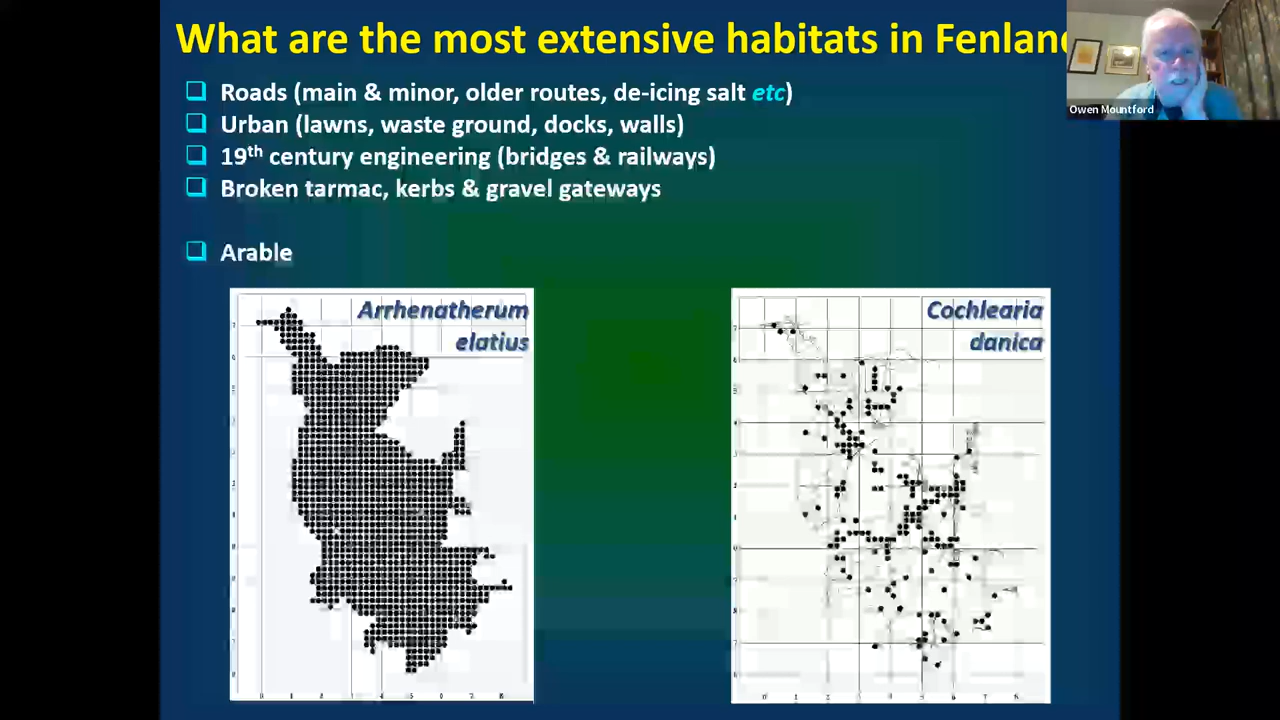 What are the most extensive habitats in Fenlan
Roads (main & minor, older routes, de-icing salt etc)
Urban (lawns, waste ground, docks, walls)
19th century engineering (bridges & railways)
Broken tarmac, kerbs & gravel gateways
Arable
Arrhenatherum
elatius
Cochlearia
danica
Owen Mountford